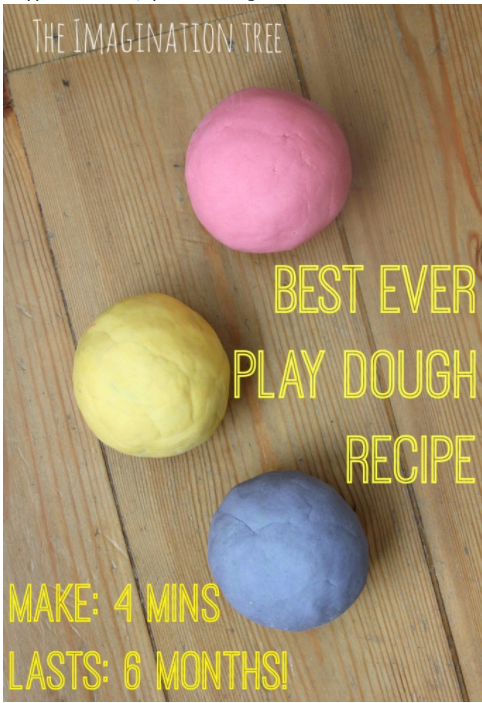 THE IMAGINATION TREE
BEST EVER
PLAY DOUGH
RECIPE
MAKE: 4 MINS
LASTS: 6 MONTHS!